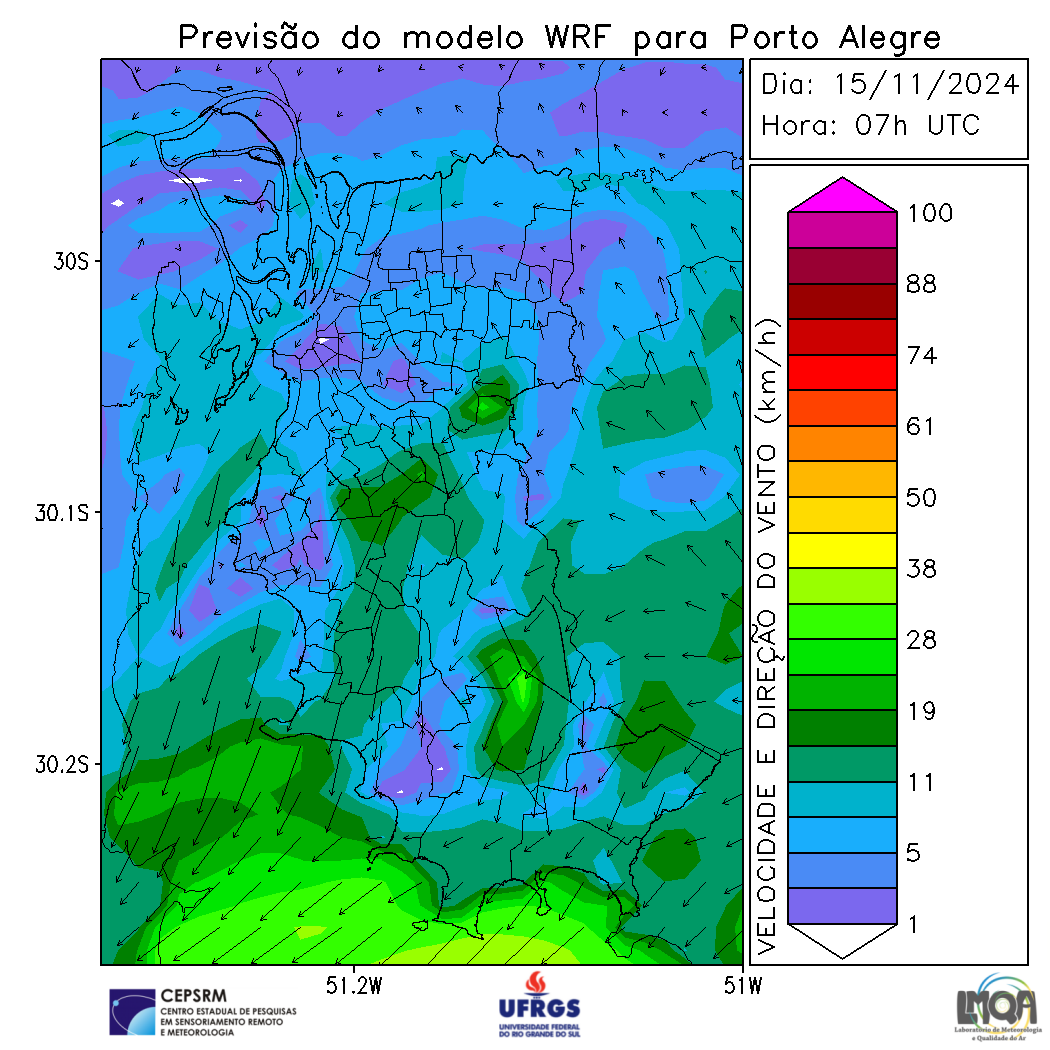 Previsão do modelo WRF para Porto Alegre
Dia: 15/11/2024
Hora: 07h UTC
30S
30.1S
30.2S
51.2W
51W
VELOCIDADE E DIREÇÃO DO VENTO (km/h)
100
88
74
61
50
38
28
19
11
5
1
CEPSRM
CENTRO ESTADUAL DE PESQUISAS
EM SENSORIAMENTO REMOTO
E METEOROLOGIA
UFRGS
UNIVERSIDADE FEDERAL
DO RIO GRANDE DO SUL
LMQA
Laboratório de Meteorologia
e Qualidade do Ar